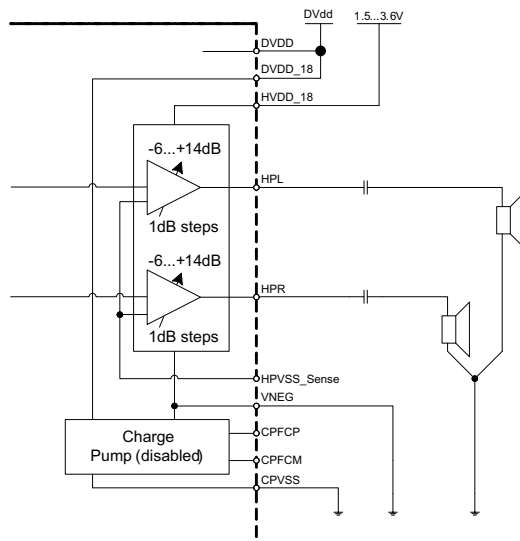 DVdd
1.5...3.6V
DVDD
DVDD_18
HVDD_18
-6...+14dB
HPL
1dB steps
-6...+14dB
HPR
1dB steps
HPVSS_Sense
VNEG
Charge
Pump (disabled)
CPFCP
CPFCM
CPVSS